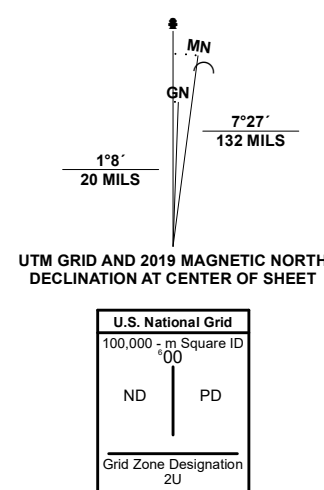 MN
GN
7°27´
132 MILS
1°8´
20 MILS
UTM GRID AND 2019 MAGNETIC NORTH
DECLINATION AT CENTER OF SHEET
U.S. National Grid
100,000 - m Square ID
⁶00
ND PD
Grid Zone Designation
2U